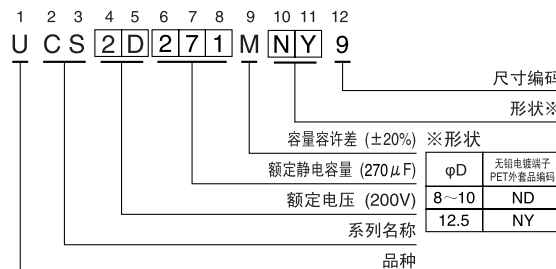 1 2 3 4 5 6 7 8 9 10 11 12
U C S 2 D 2 7 1 M N Y 9
尺寸编码
形状※
容量容许差 (±20%)
额定静电容量 (270μF)
额定电压 (200V)
系列名称
品种
※形状
φD 无铅电镀端子 PET外套品编码
8～10 ND
12.5 NY